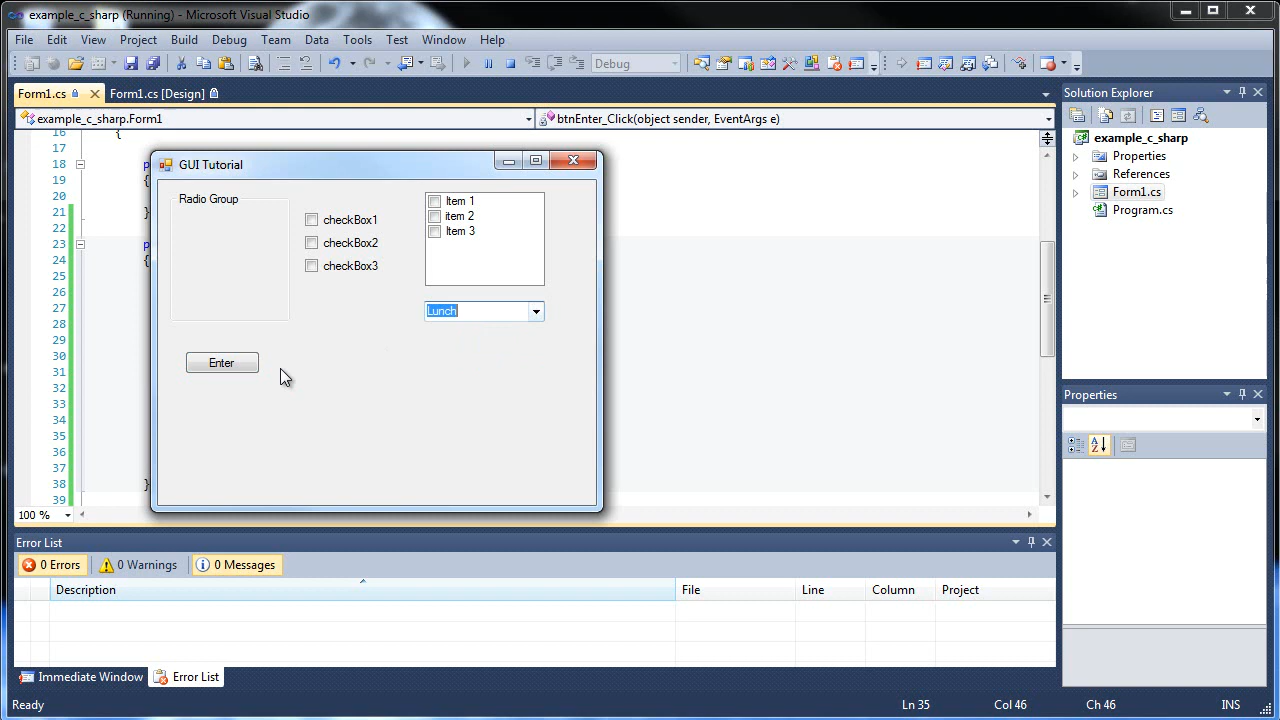 example_c_sharp (Running) - Microsoft Visual Studio
File Edit View Project Build Debug Team Data Tools Test Window Help
Debug
Form1.cs Form1.cs [Design]
example_c_sharp.Form1 btnEnter_Click(object sender, EventArgs e)
16 {
17
18 p
19 {
20
21 }
22
23 p
24 {
25
26
27
28
29
30
31
32
33
34
35
36
37
38 }
39
100 %
GUI Tutorial
Radio Group
checkBox1
checkBox2
checkBox3
Item 1
item 2
Item 3
Lunch
Enter
Solution Explorer
example_c_sharp
Properties
References
Form1.cs
Program.cs
Properties
Error List
0 Errors 0 Warnings 0 Messages
Description File Line Column Project
Immediate Window Error List
Ready Ln 35 Col 46 Ch 46 INS